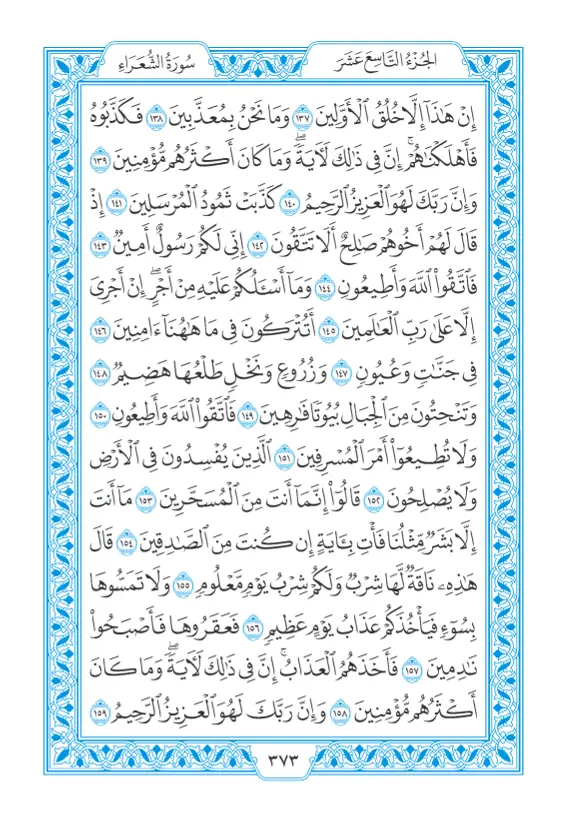 الجُزْءُ التَّاسِعَ عَشَرَ
سُورَةُ الشُّعَرَاءِ
إِنْ هَٰذَآ إِلَّا خُلُقُ ٱلْأَوَّلِينَ ١٣٧ وَمَا نَحْنُ بِمُعَذَّبِينَ ١٣٨ فَكَذَّبُوهُ
فَأَهْلَكْنَٰهُمْ ۗ إِنَّ فِى ذَٰلِكَ لَءَايَةً ۖ وَمَا كَانَ أَكْثَرُهُم مُّؤْمِنِينَ ١٣٩
وَإِنَّ رَبَّكَ لَهُوَ ٱلْعَزِيزُ ٱلرَّحِيمُ ١٤٠ كَذَّبَتْ ثَمُودُ ٱلْمُرْسَلِينَ ١٤١ إِذْ
قَالَ لَهُمْ أَخُوهُمْ صَٰلِحٌ أَلَا تَتَّقُونَ ١٤٢ إِنِّى لَكُمْ رَسُولٌ أَمِينٌ ١٤٣
فَٱتَّقُوا۟ ٱللَّهَ وَأَطِيعُونِ ١٤٤ وَمَآ أَسْـَٔلُكُمْ عَلَيْهِ مِنْ أَجْرٍ ۖ إِنْ أَجْرِىَ
إِلَّا عَلَىٰ رَبِّ ٱلْعَٰلَمِينَ ١٤٥ أَتُتْرَكُونَ فِى مَا هَٰهُنَآ ءَامِنِينَ ١٤٦
فِى جَنَّٰتٍ وَعُيُونٍ ١٤٧ وَزُرُوعٍ وَنَخْلٍ طَلْعُهَا هَضِيمٌ ١٤٨
وَتَنْحِتُونَ مِنَ ٱلْجِبَالِ بُيُوتًا فَٰرِهِينَ ١٤٩ فَٱتَّقُوا۟ ٱللَّهَ وَأَطِيعُونِ ١٥٠
وَلَا تُطِيعُوٓا۟ أَمْرَ ٱلْمُسْرِفِينَ ١٥١ ٱلَّذِينَ يُفْسِدُونَ فِى ٱلْأَرْضِ
وَلَا يُصْلِحُونَ ١٥٢ قَالُوٓا۟ إِنَّمَآ أَنتَ مِنَ ٱلْمُسَحَّرِينَ ١٥٣ مَآ أَنتَ
إِلَّا بَشَرٌ مِّثْلُنَا فَأْتِ بِـَٔايَةٍ إِن كُنتَ مِنَ ٱلصَّٰدِقِينَ ١٥٤ قَالَ
هَٰذِهِۦ نَاقَةٌ لَّهَا شِرْبٌ وَلَكُمْ شِرْبُ يَوْمٍ مَّعْلُومٍ ١٥٥ وَلَا تَمَسُّوهَا
بِسُوٓءٍ فَيَأْخُذَكُمْ عَذَابُ يَوْمٍ عَظِيمٍ ١٥٦ فَعَقَرُوهَا فَأَصْبَحُوا۟
نَٰدِمِينَ ١٥٧ فَأَخَذَهُمُ ٱلْعَذَابُ ۗ إِنَّ فِى ذَٰلِكَ لَءَايَةً ۖ وَمَا كَانَ
أَكْثَرُهُم مُّؤْمِنِينَ ١٥٨ وَإِنَّ رَبَّكَ لَهُوَ ٱلْعَزِيزُ ٱلرَّحِيمُ ١٥٩
٣٧٣